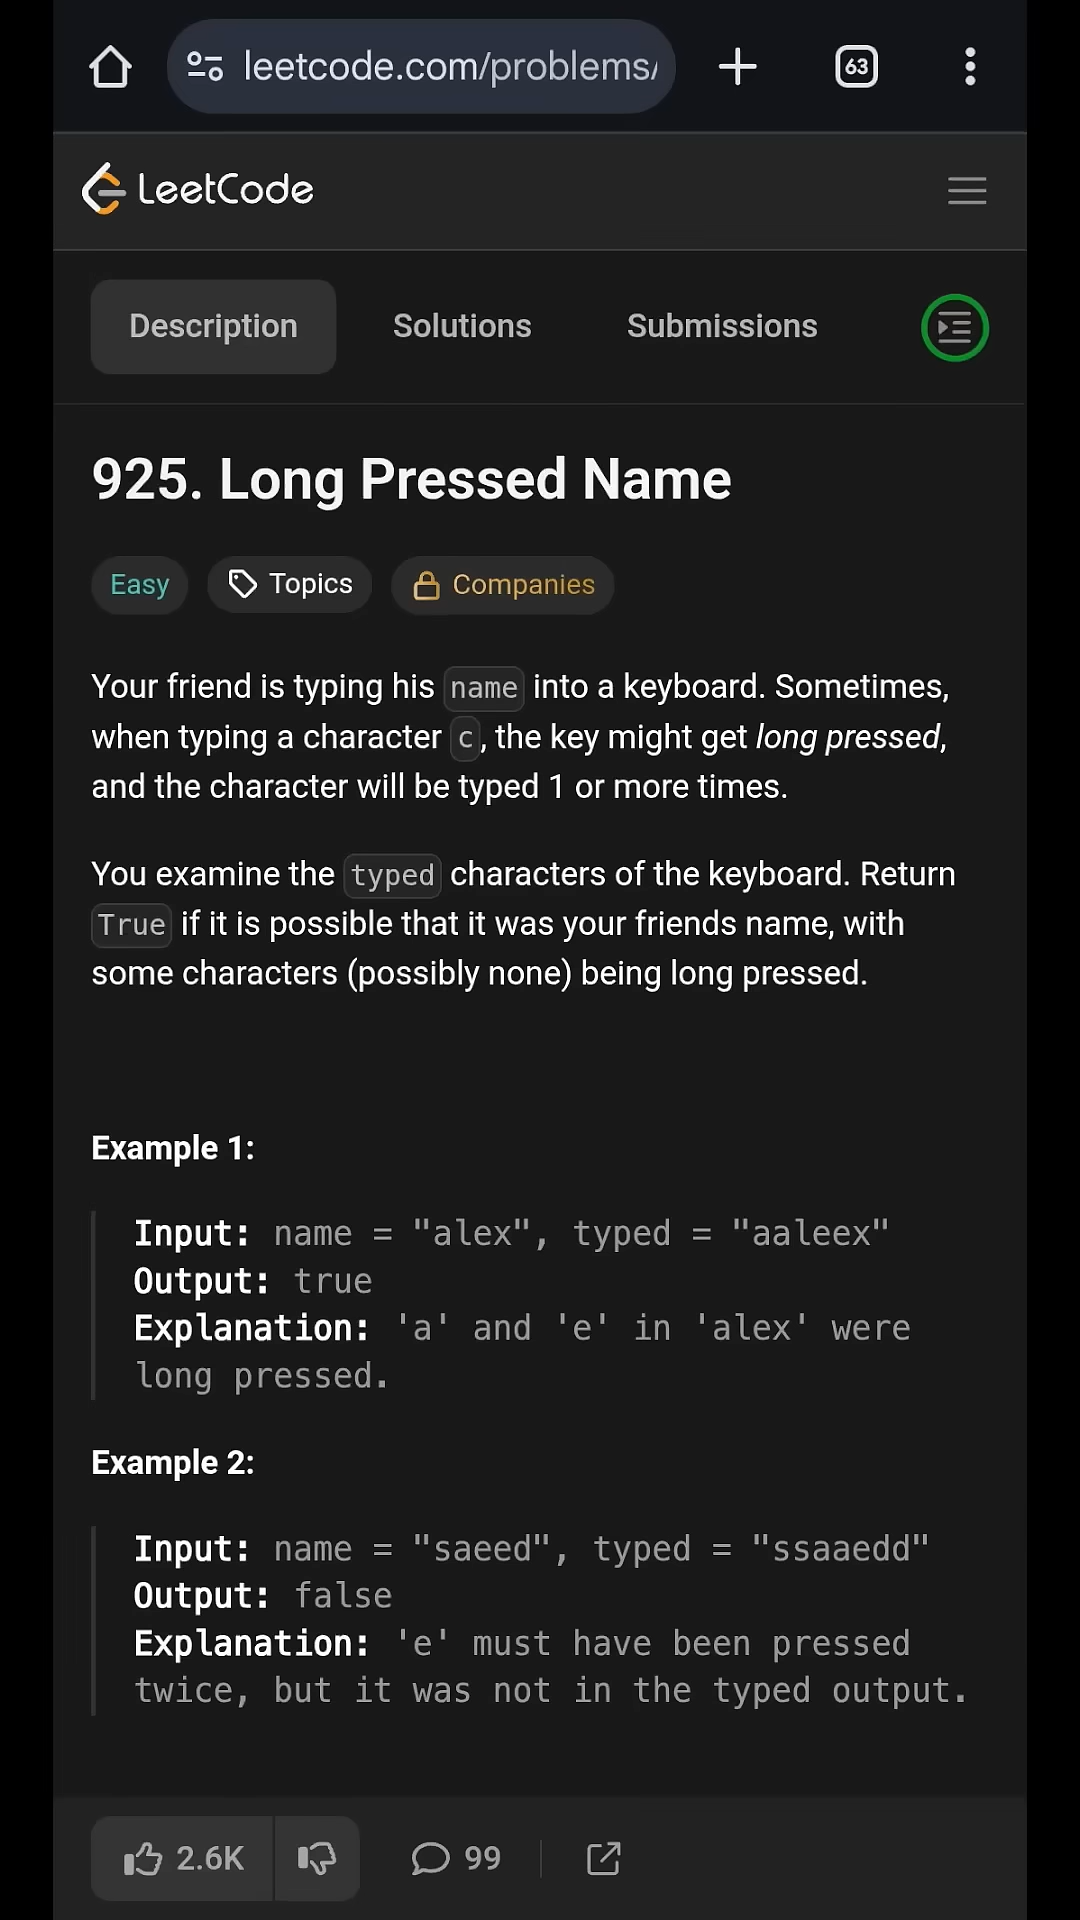 leetcode.com/problems/
63
LeetCode
Description Solutions Submissions
925. Long Pressed Name
Easy Topics Companies
Your friend is typing his name into a keyboard. Sometimes,
when typing a character c, the key might get long pressed,
and the character will be typed 1 or more times.
You examine the typed characters of the keyboard. Return
True if it is possible that it was your friends name, with
some characters (possibly none) being long pressed.
Example 1:
Input: name = "alex", typed = "aaleex"
Output: true
Explanation: 'a' and 'e' in 'alex' were
long pressed.
Example 2:
Input: name = "saeed", typed = "ssaaedd"
Output: false
Explanation: 'e' must have been pressed
twice, but it was not in the typed output.
2.6K 99